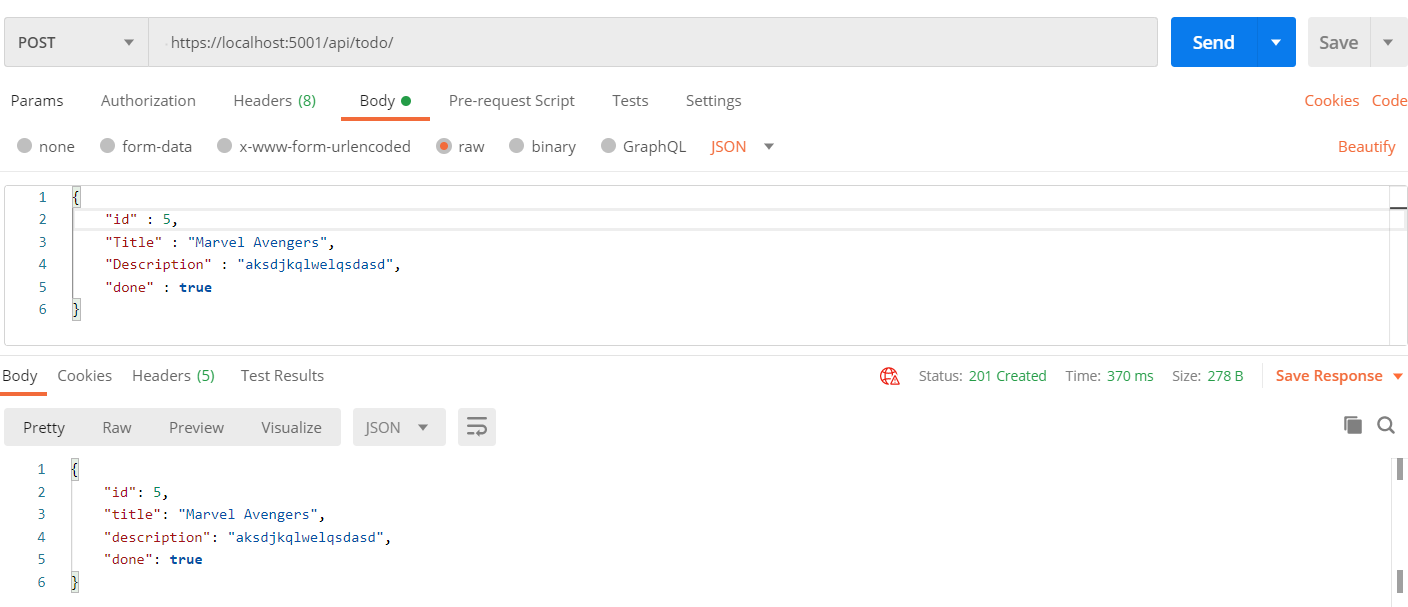 POST https://localhost:5001/api/todo/ Send Save
Params Authorization Headers (8) Body Pre-request Script Tests Settings Cookies Code
none form-data x-www-form-urlencoded raw binary GraphQL JSON Beautify
1 {
2 "id" : 5,
3 "Title" : "Marvel Avengers",
4 "Description" : "aksdjkqlwelqsdasd",
5 "done" : true
6 }
Body Cookies Headers (5) Test Results Status: 201 Created Time: 370 ms Size: 278 B Save Response
Pretty Raw Preview Visualize JSON
1 {
2 "id": 5,
3 "title": "Marvel Avengers",
4 "description": "aksdjkqlwelqsdasd",
5 "done": true
6 }